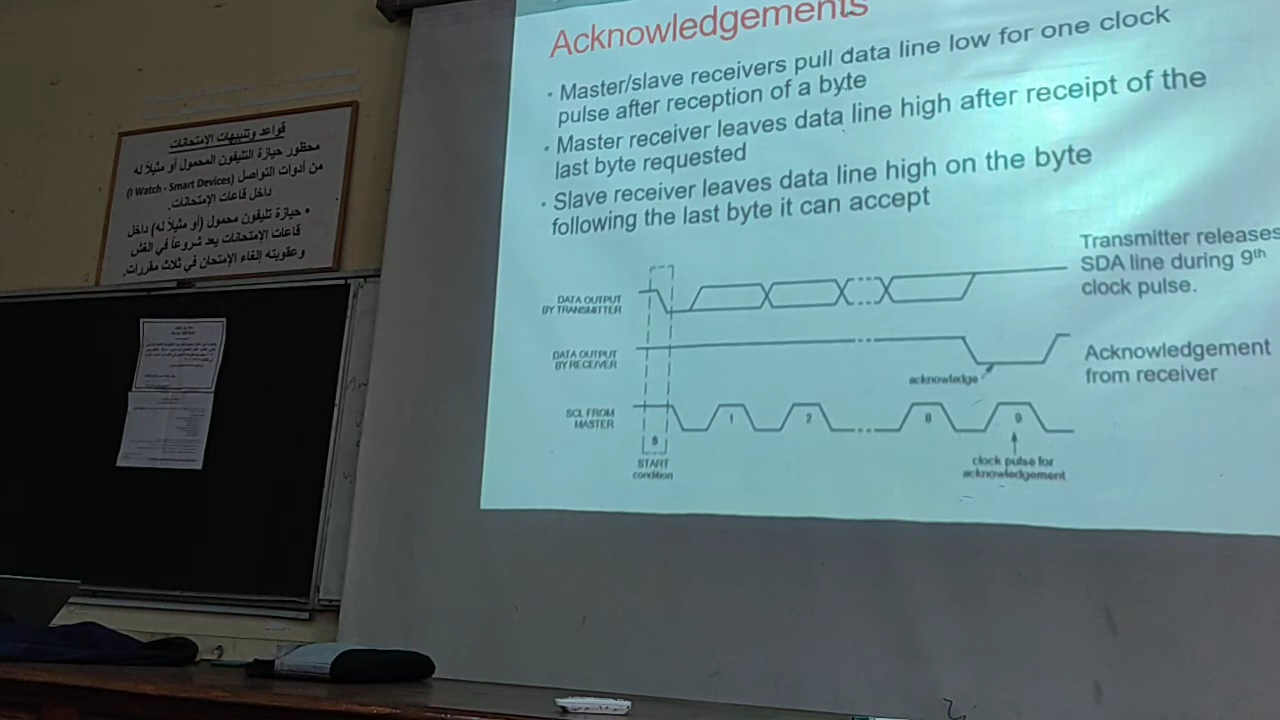 Acknowledgements
• Master/slave receivers pull data line low for one clock
pulse after reception of a byte
• Master receiver leaves data line high after receipt of the
last byte requested
• Slave receiver leaves data line high on the byte
following the last byte it can accept
Transmitter releases
SDA line during 9th
clock pulse.
DATA OUTPUT
BY TRANSMITTER
DATA OUTPUT
BY RECEIVER
acknowledge
Acknowledgement
from receiver
SCL FROM
MASTER
S
1
2
8
9
START
condition
clock pulse for
acknowledgement
قواعد وتنبيهات الامتحانات
محظور حيازة التليفون المحمول أو مثيلاً له
من أدوات التواصل (I Watch - Smart Devices)
داخل قاعات الإمتحانات.
• حيازة تليفون محمول (أو مثيلاً له) داخل
قاعات الإمتحانات يعد شروعاً في الغش
وعقوبته إلغاء الإمتحان في ثلاث مقررات.